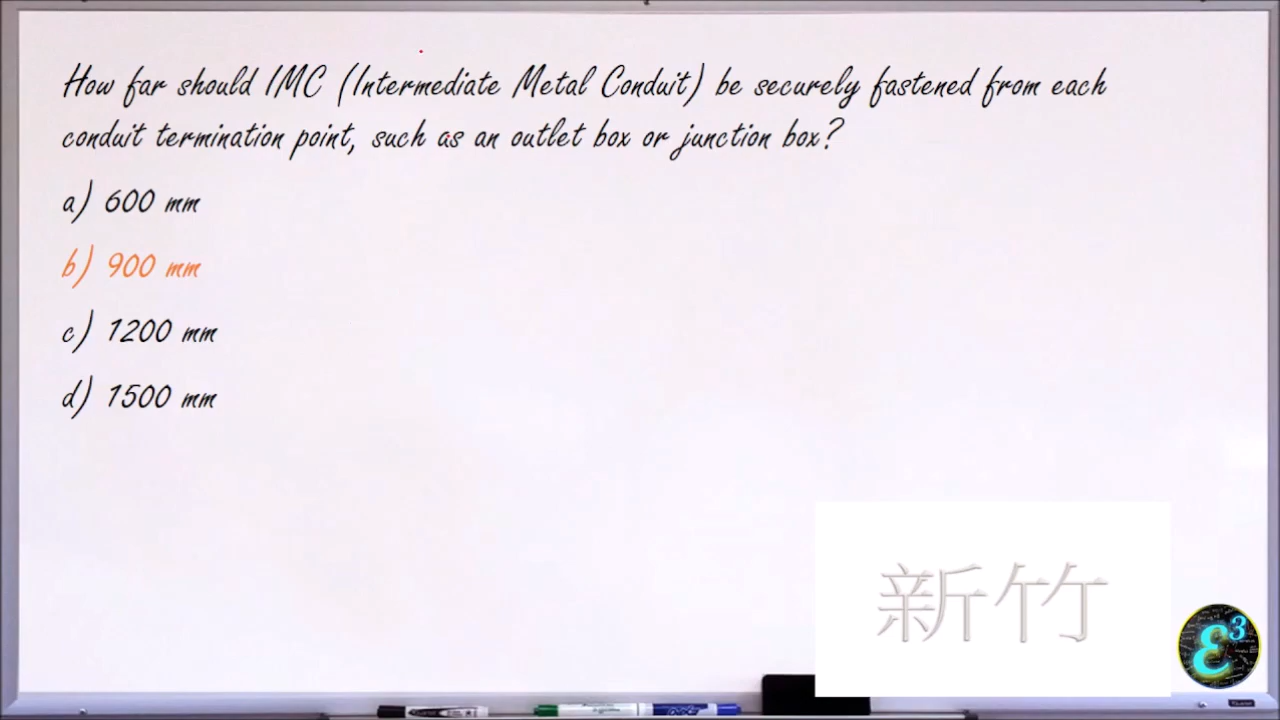 How far should IMC (Intermediate Metal Conduit) be securely fastened from each
conduit termination point, such as an outlet box or junction box?
a) 600 mm
b) 900 mm
c) 1200 mm
d) 1500 mm
新竹
ε3